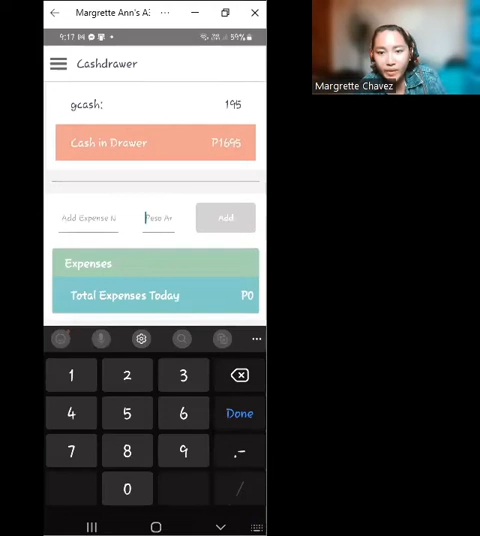 Margrette Ann's A3
9:17
59%
Cashdrawer
gcash: 195
Cash in Drawer P1695
Add Expense N Peso Ar Add
Expenses
Total Expenses Today P0
1 2 3
4 5 6 Done
7 8 9 .-
0 /
Margrette Chavez